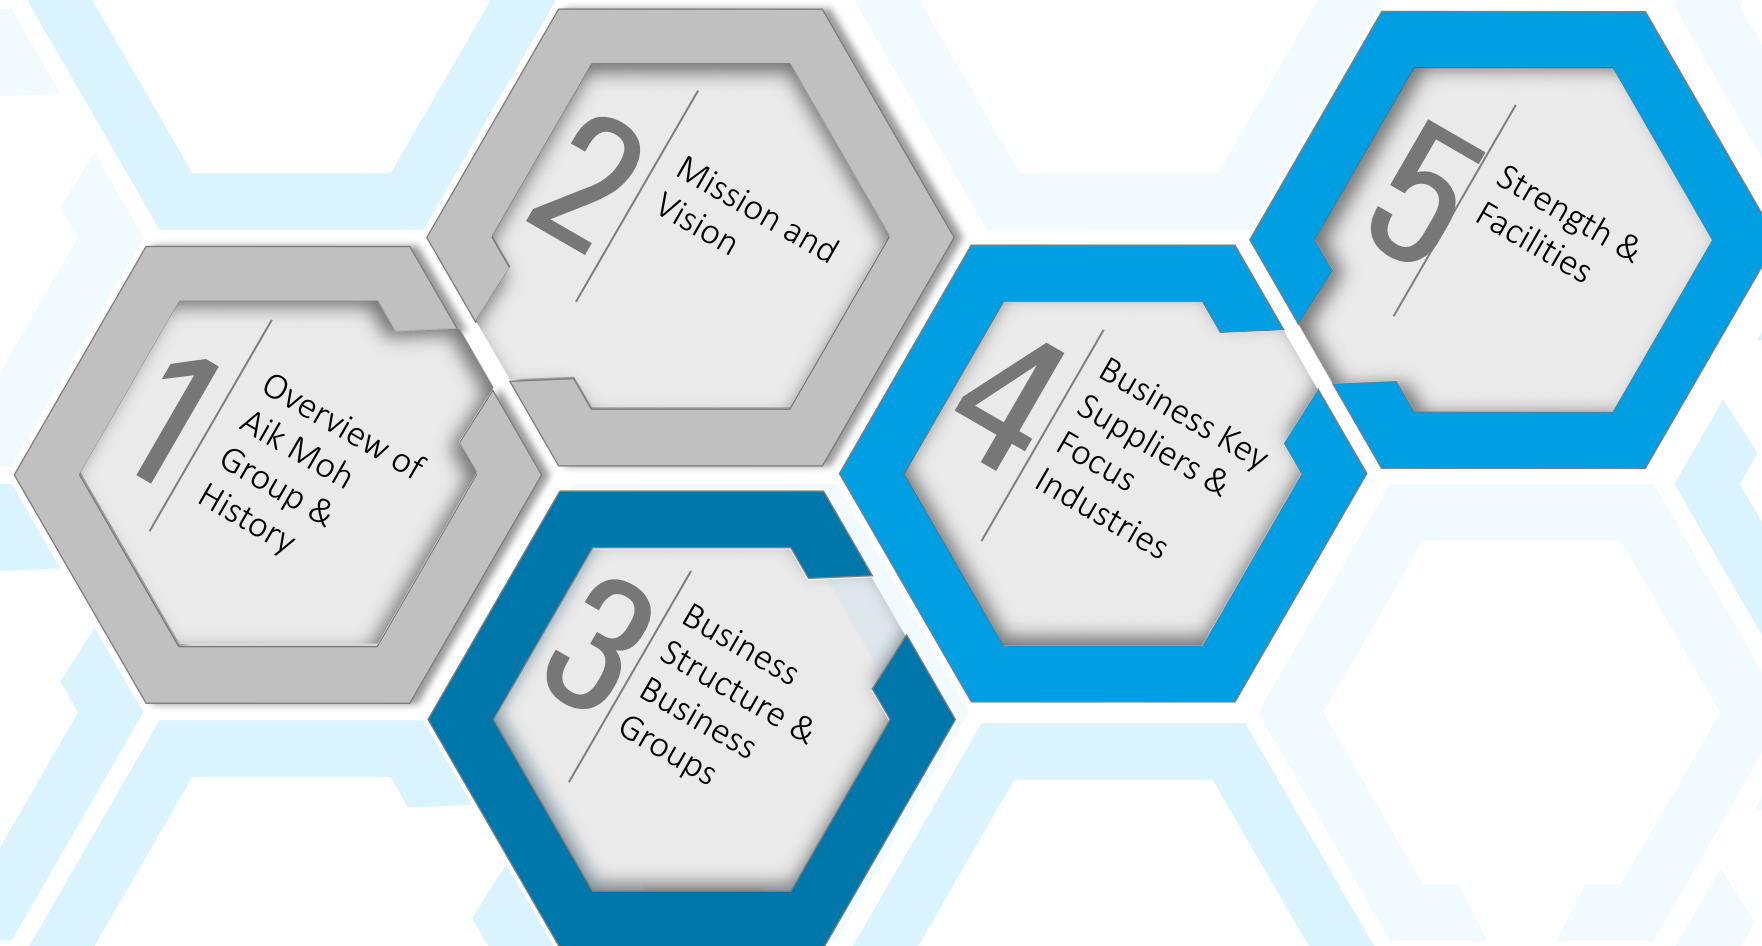 1
Overview of
Aik Moh
Group &
History
2
Mission and
Vision
3
Business
Structure &
Business
Groups
4
Business Key
Suppliers &
Focus
Industries
5
Strength &
Facilities